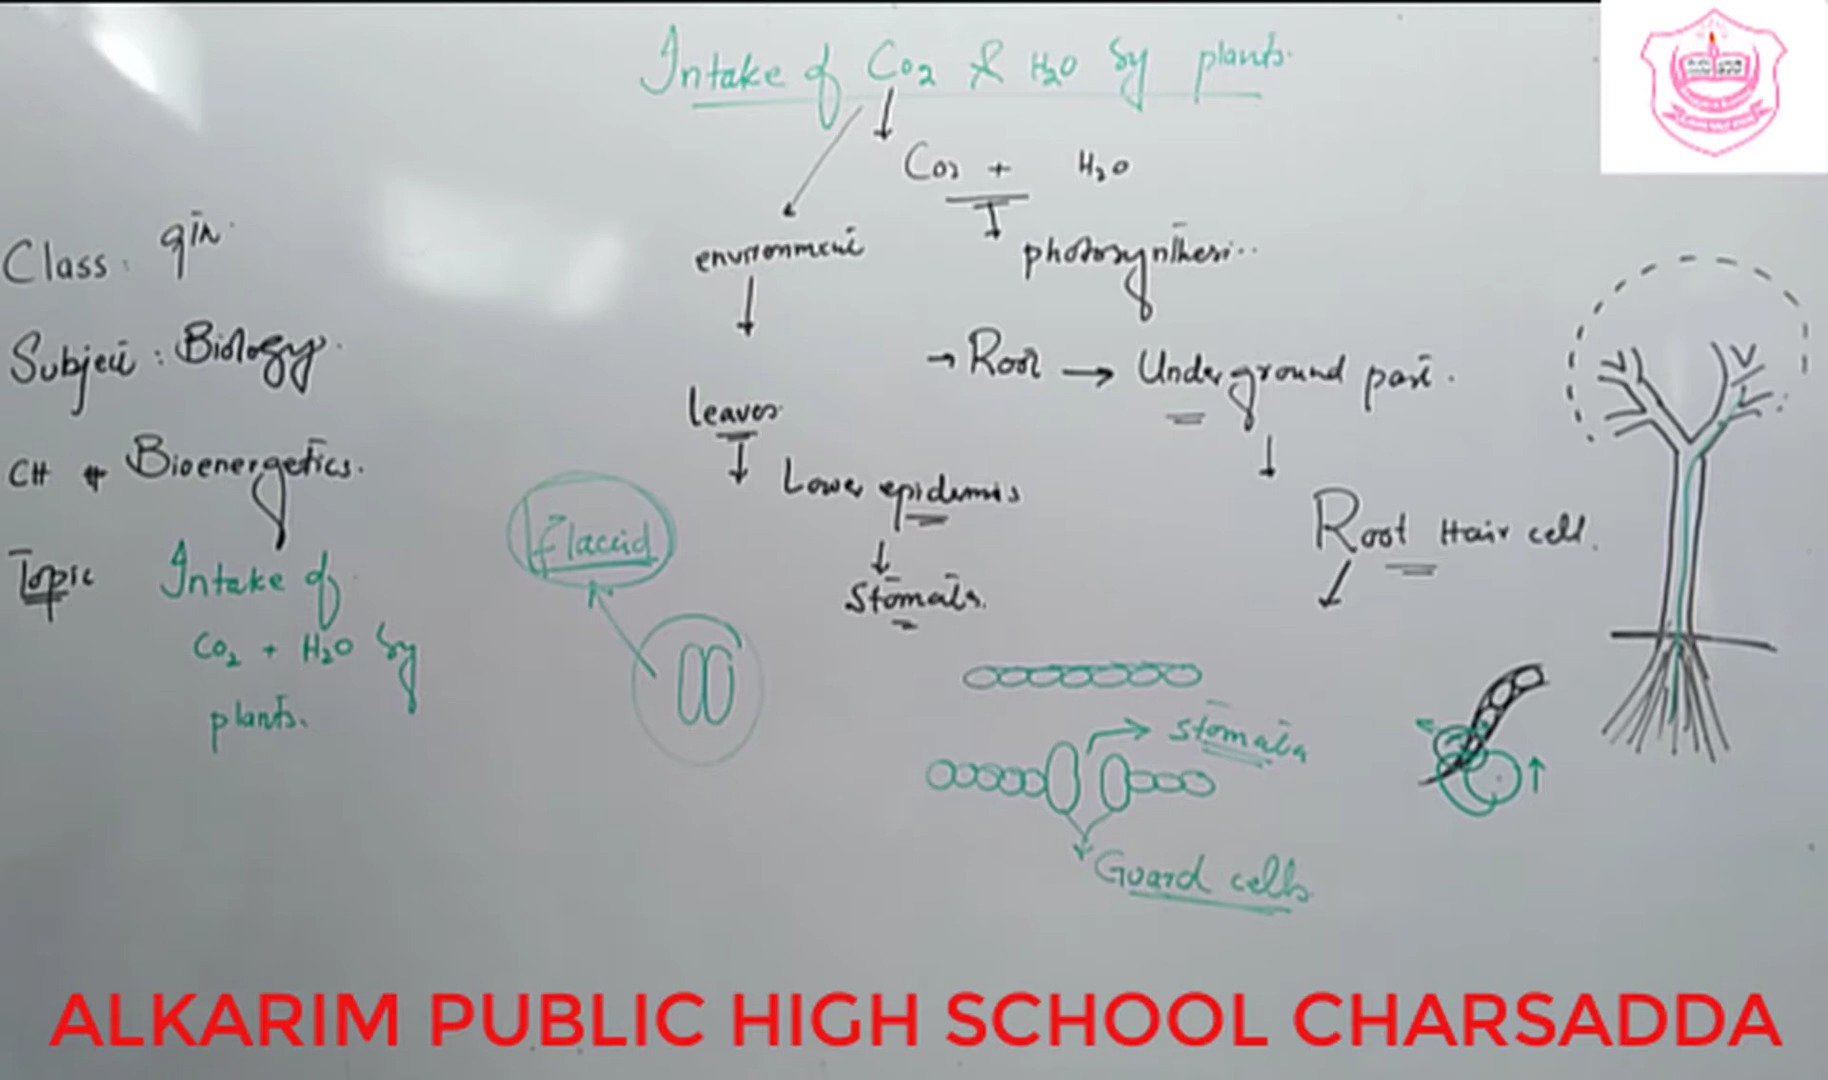 Intake of Co2 & H2O by plants.
Co2 + H2O
environment
photosynthesi..
Class: 9th
Subject: Biology.
CH # Bioenergetics.
Topic Intake of
Co2 + H2O by
plants.
leaves
Root → Underground part.
Lower epidermis
Stomata.
Root Hair cell.
flaccid
Stomata
Guard cells
ALKARIM PUBLIC HIGH SCHOOL CHARSADDA